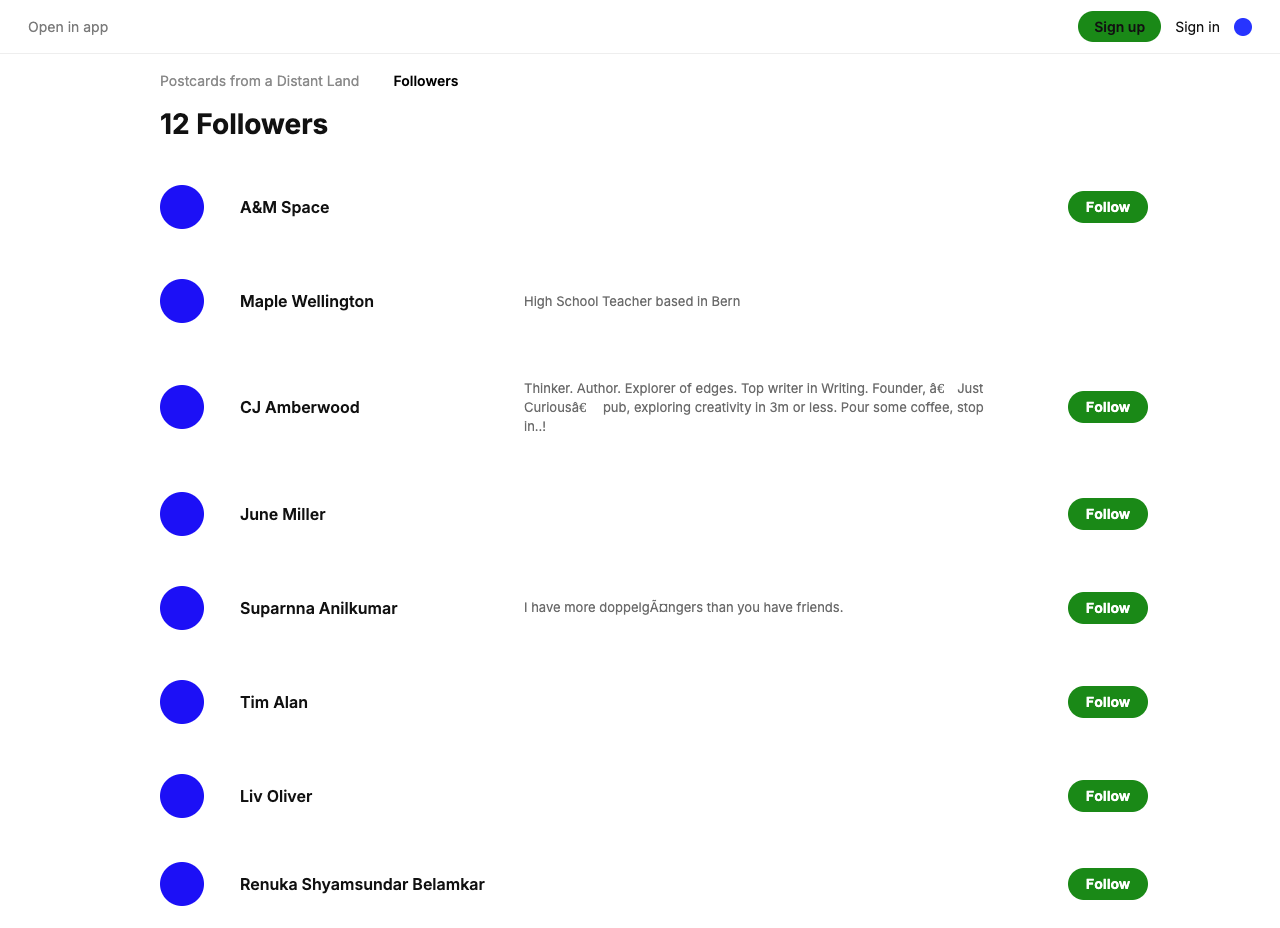 Open in app
Sign up
Sign in
Postcards from a Distant Land
Followers
12 Followers
A&M Space
Follow
Maple Wellington
High School Teacher based in Bern
CJ Amberwood
Thinker. Author. Explorer of edges. Top writer in Writing. Founder, â€ Just
Curiousâ€ pub, exploring creativity in 3m or less. Pour some coffee, stop
in..!
Follow
June Miller
Follow
Suparnna Anilkumar
I have more doppelgÃ¤ngers than you have friends.
Follow
Tim Alan
Follow
Liv Oliver
Follow
Renuka Shyamsundar Belamkar
Follow